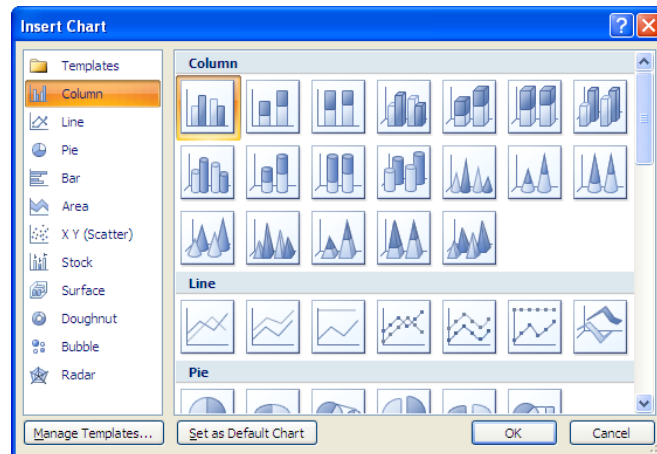 Insert Chart
Templates
Column
Line
Pie
Bar
Area
X Y (Scatter)
Stock
Surface
Doughnut
Bubble
Radar
Column
Line
Pie
Manage Templates...
Set as Default Chart
OK
Cancel